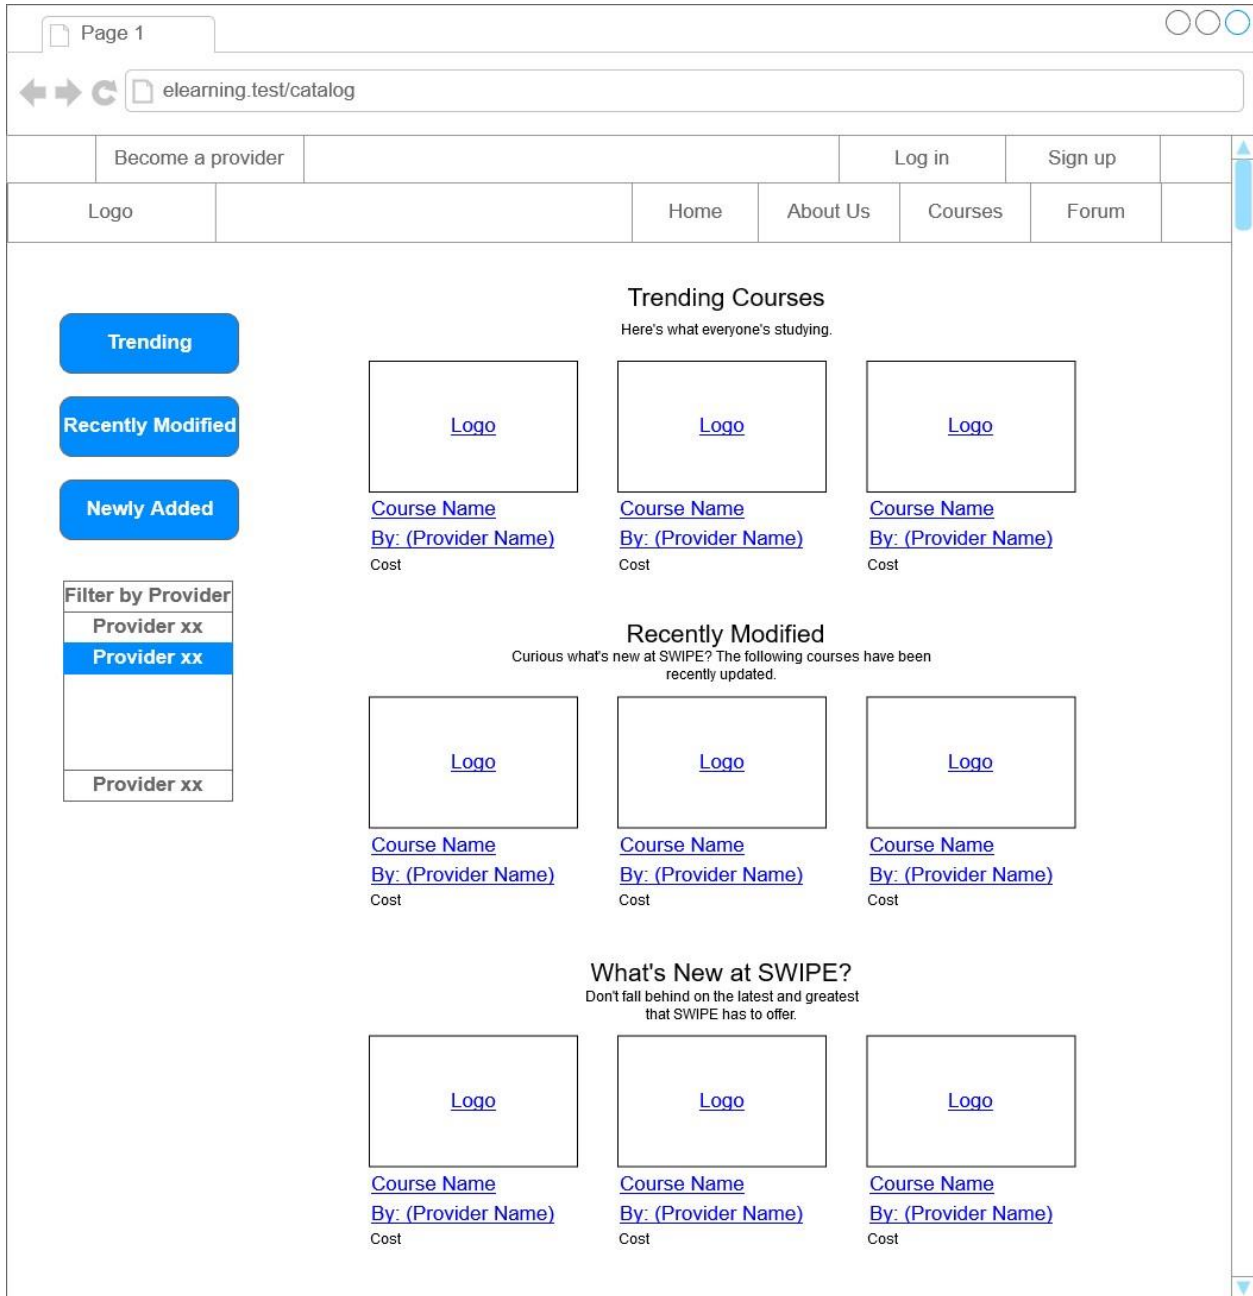 Page 1
elearning.test/catalog
Become a provider
Log in
Sign up
Logo
Home
About Us
Courses
Forum
Trending
Recently Modified
Newly Added
Filter by Provider
Provider xx
Provider xx
Provider xx
Trending Courses
Here's what everyone's studying.
Logo
Logo
Logo
Course Name
Course Name
Course Name
By: (Provider Name)
By: (Provider Name)
By: (Provider Name)
Cost
Cost
Cost
Recently Modified
Curious what's new at SWIPE? The following courses have been
recently updated.
Logo
Logo
Logo
Course Name
Course Name
Course Name
By: (Provider Name)
By: (Provider Name)
By: (Provider Name)
Cost
Cost
Cost
What's New at SWIPE?
Don't fall behind on the latest and greatest
that SWIPE has to offer.
Logo
Logo
Logo
Course Name
Course Name
Course Name
By: (Provider Name)
By: (Provider Name)
By: (Provider Name)
Cost
Cost
Cost